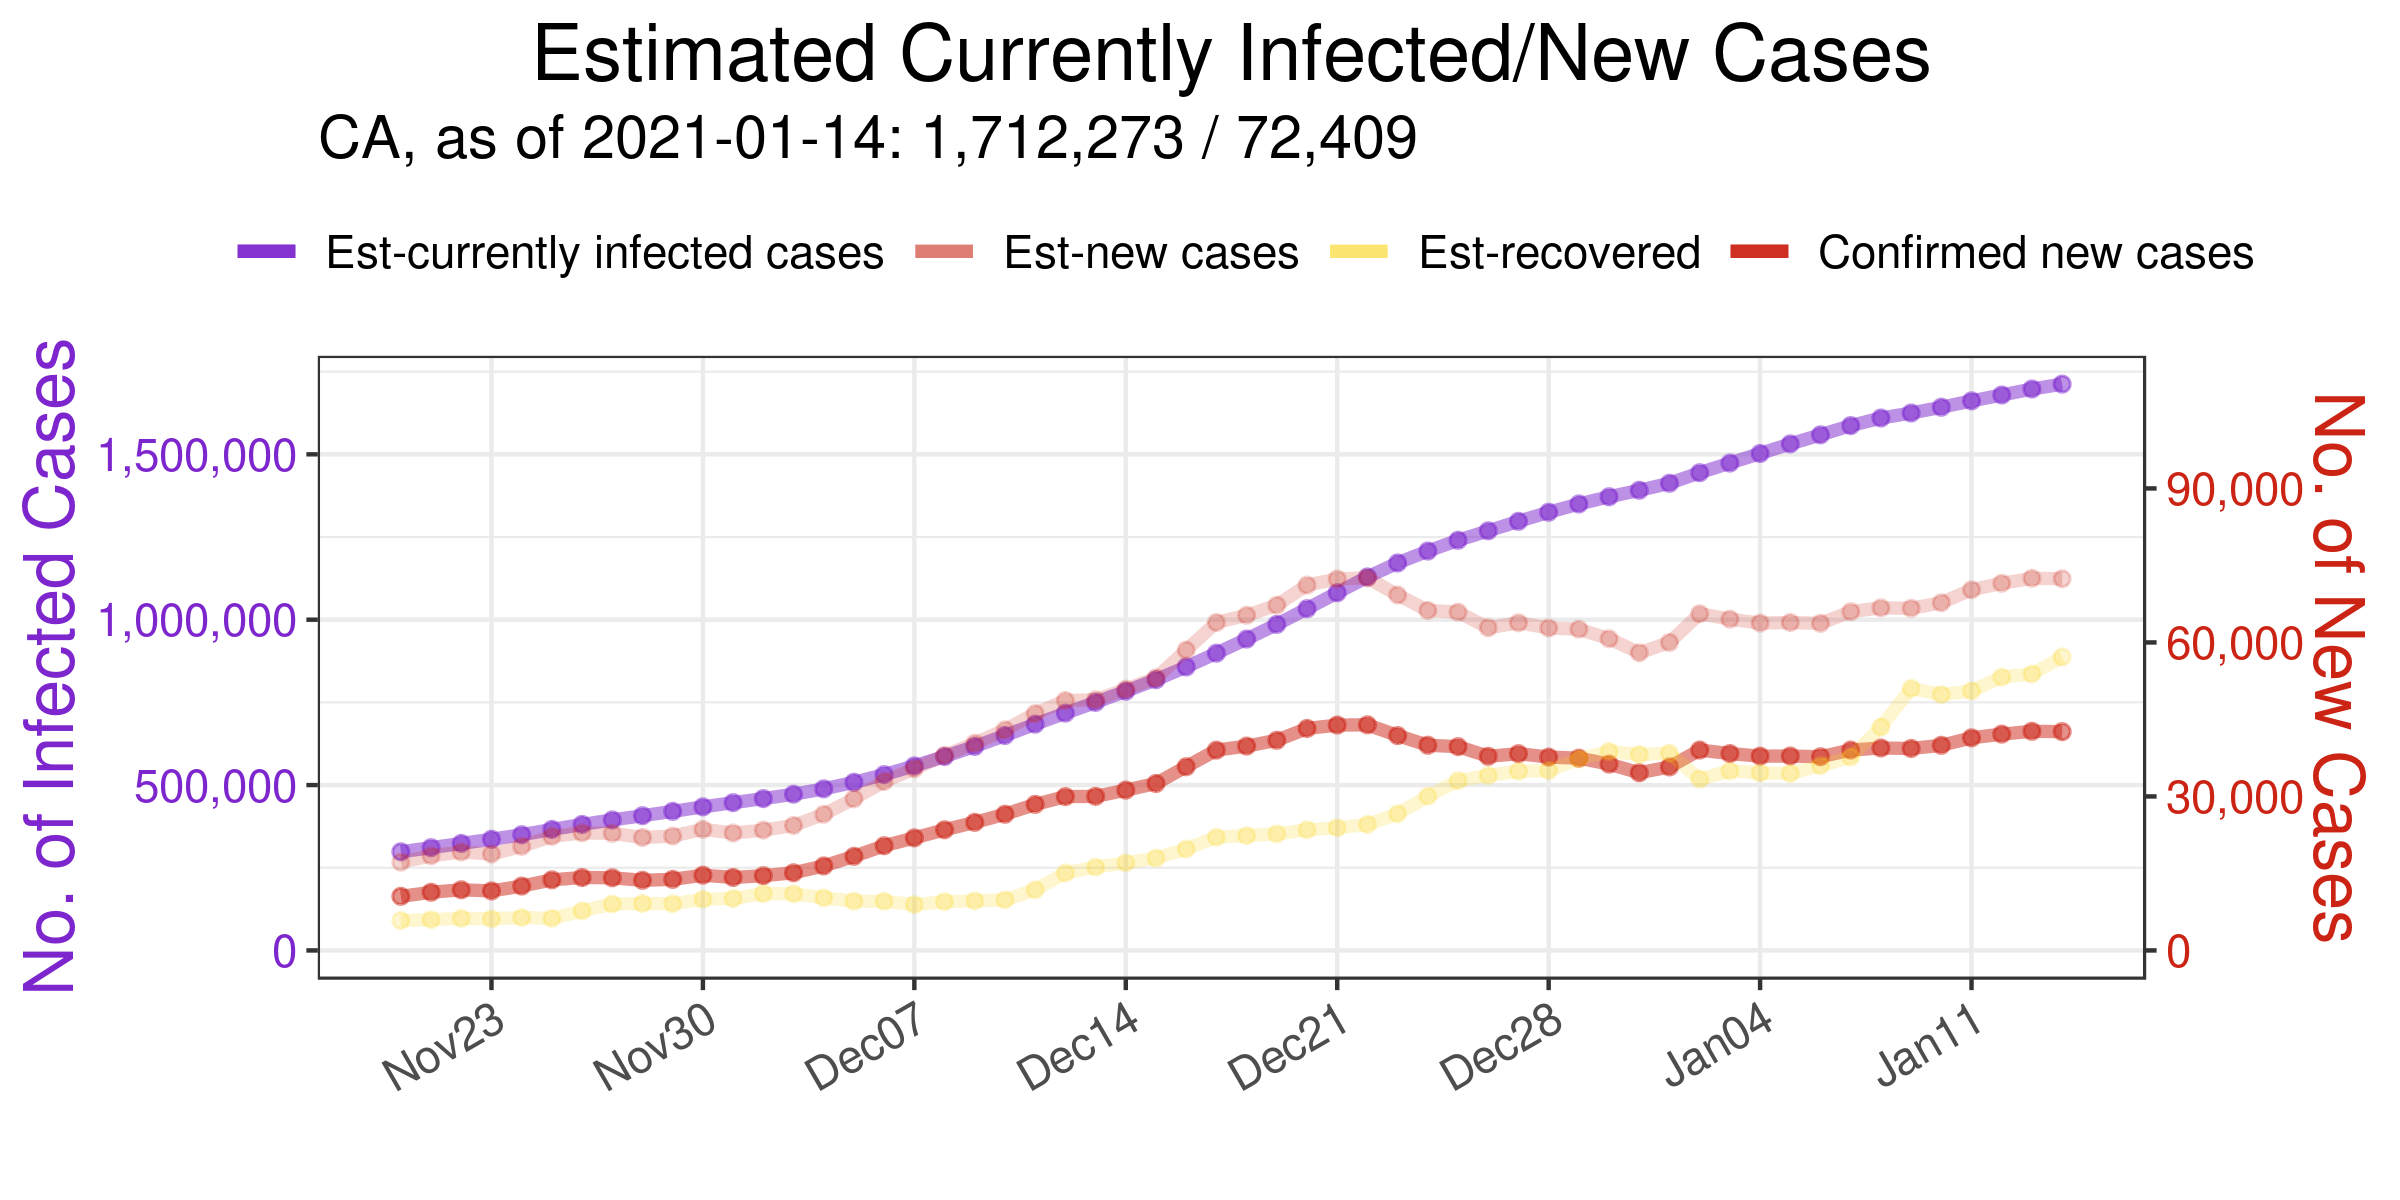 Estimated Currently Infected/New Cases
CA, as of 2021-01-14: 1,712,273 / 72,409
Est-currently infected cases Est-new cases Est-recovered Confirmed new cases
No. of Infected Cases
1,500,000
1,000,000
500,000
0
90,000
60,000
30,000
0
No. of New Cases
Nov23 Nov30 Dec07 Dec14 Dec21 Dec28 Jan04 Jan11